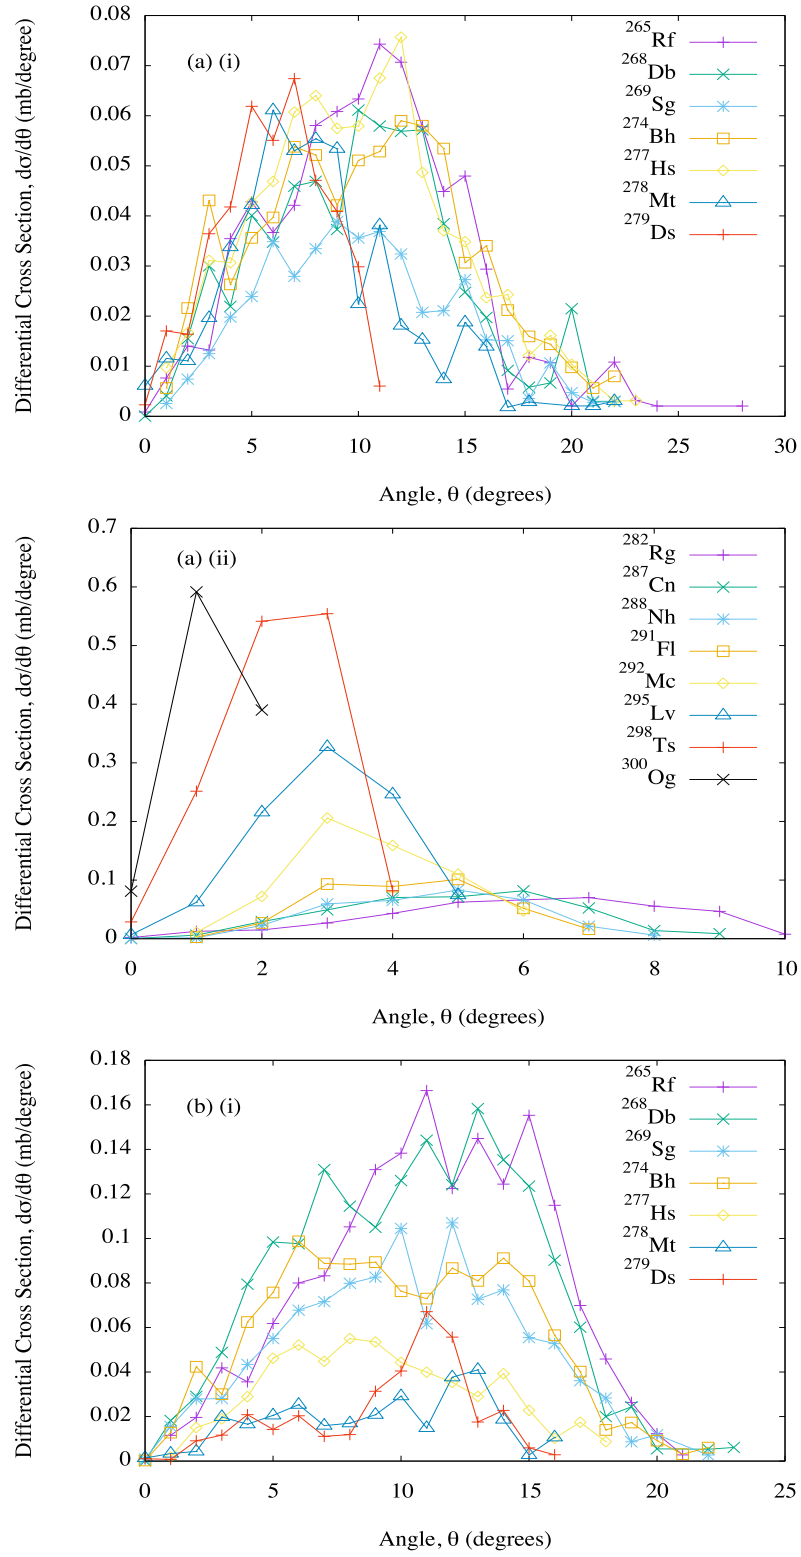 Differential Cross Section, dσ/dθ (mb/degree)
0.08
0.07
0.06
0.05
0.04
0.03
0.02
0.01
0
(a) (i)
265Rf
268Db
269Sg
274Bh
277Hs
278Mt
279Ds
0 5 10 15 20 25 30
Angle, θ (degrees)
Differential Cross Section, dσ/dθ (mb/degree)
0.7
0.6
0.5
0.4
0.3
0.2
0.1
0
(a) (ii)
282Rg
287Cn
288Nh
291Fl
292Mc
295Lv
298Ts
300Og
0 2 4 6 8 10
Angle, θ (degrees)
Differential Cross Section, dσ/dθ (mb/degree)
0.18
0.16
0.14
0.12
0.1
0.08
0.06
0.04
0.02
0
(b) (i)
265Rf
268Db
269Sg
274Bh
277Hs
278Mt
279Ds
0 5 10 15 20 25
Angle, θ (degrees)